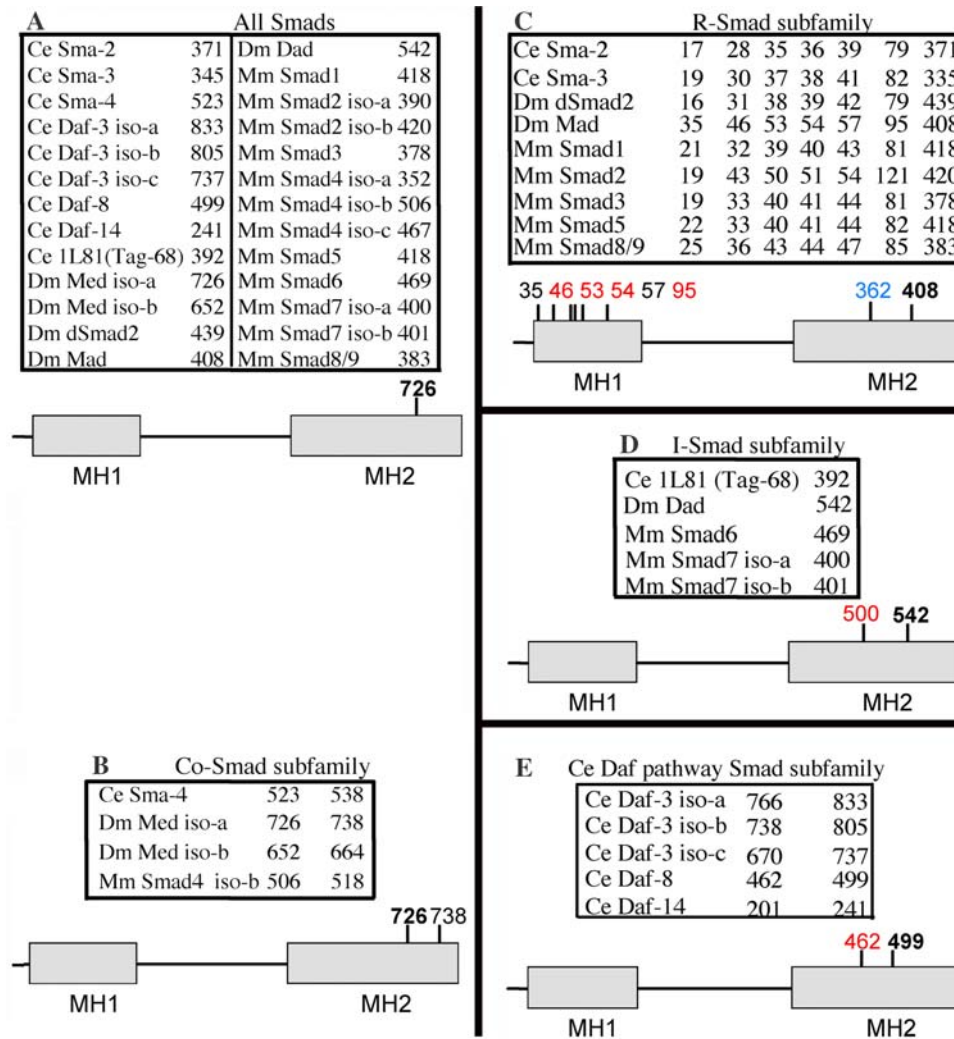 A All Smads
Ce Sma-2 371 Dm Dad 542
Ce Sma-3 345 Mm Smad1 418
Ce Sma-4 523 Mm Smad2 iso-a 390
Ce Daf-3 iso-a 833 Mm Smad2 iso-b 420
Ce Daf-3 iso-b 805 Mm Smad3 378
Ce Daf-3 iso-c 737 Mm Smad4 iso-a 352
Ce Daf-8 499 Mm Smad4 iso-b 506
Ce Daf-14 241 Mm Smad4 iso-c 467
Ce 1L81(Tag-68) 392 Mm Smad5 418
Dm Med iso-a 726 Mm Smad6 469
Dm Med iso-b 652 Mm Smad7 iso-a 400
Dm dSmad2 439 Mm Smad7 iso-b 401
Dm Mad 408 Mm Smad8/9 383
726
MH1 MH2
B Co-Smad subfamily
Ce Sma-4 523 538
Dm Med iso-a 726 738
Dm Med iso-b 652 664
Mm Smad4 iso-b 506 518
726 738
MH1 MH2
C R-Smad subfamily
Ce Sma-2 17 28 35 36 39 79 371
Ce Sma-3 19 30 37 38 41 82 335
Dm dSmad2 16 31 38 39 42 79 439
Dm Mad 35 46 53 54 57 95 408
Mm Smad1 21 32 39 40 43 81 418
Mm Smad2 19 43 50 51 54 121 420
Mm Smad3 19 33 40 41 44 81 378
Mm Smad5 22 33 40 41 44 82 418
Mm Smad8/9 25 36 43 44 47 85 383
35 46 53 54 57 95 362 408
MH1 MH2
D I-Smad subfamily
Ce 1L81 (Tag-68) 392
Dm Dad 542
Mm Smad6 469
Mm Smad7 iso-a 400
Mm Smad7 iso-b 401
500 542
MH1 MH2
E Ce Daf pathway Smad subfamily
Ce Daf-3 iso-a 766 833
Ce Daf-3 iso-b 738 805
Ce Daf-3 iso-c 670 737
Ce Daf-8 462 499
Ce Daf-14 201 241
462 499
MH1 MH2